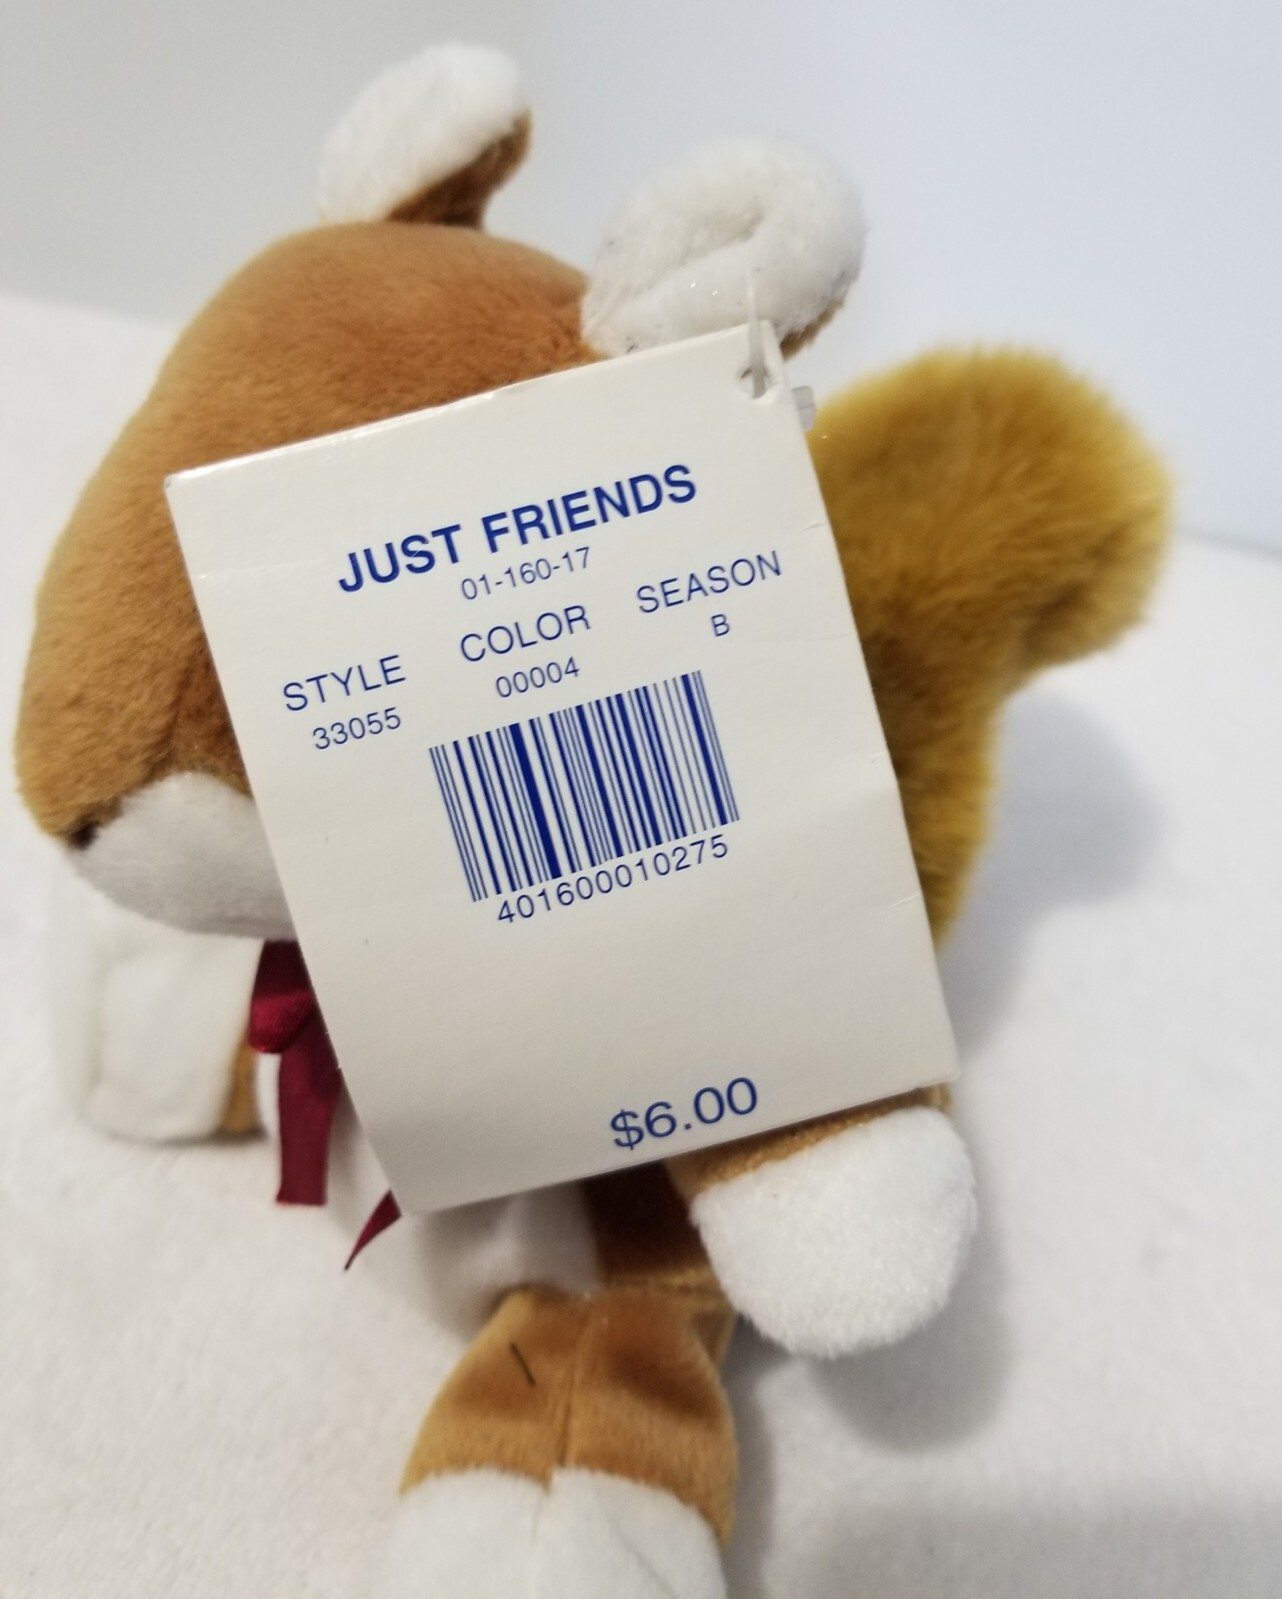 JUST FRIENDS
01-160-17
STYLE COLOR SEASON
33055 00004 B
401600010275
$6.00